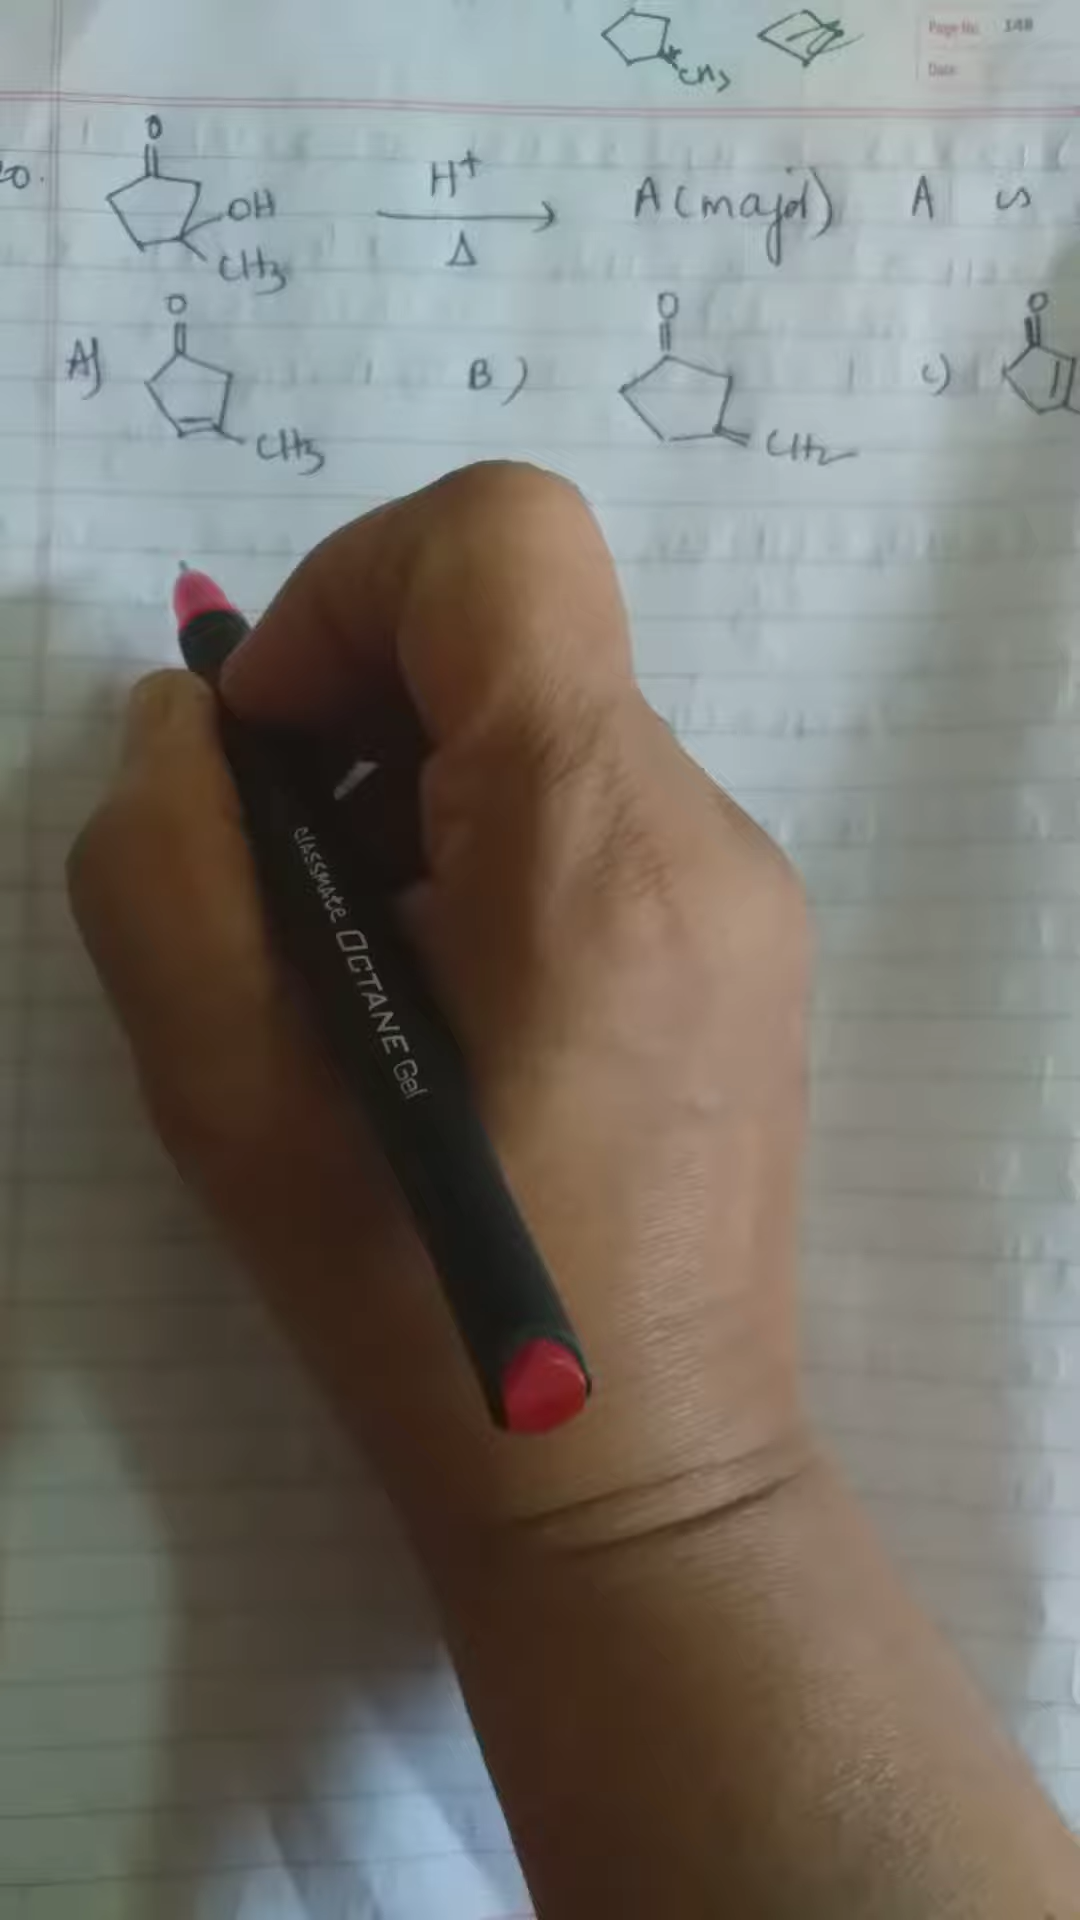 CH3
Page No. 148
Date:
20.
O
OH
CH3
H+
Δ
A (major) A is
A)
O
CH3
B)
O
CH2
c)
O
classmate OCTANE Gel